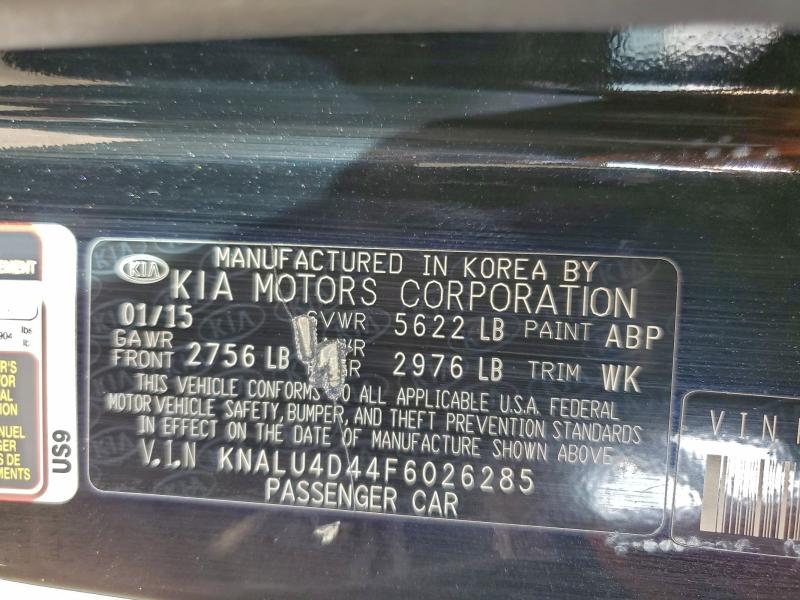 KIA
MANUFACTURED IN KOREA BY
KIA MOTORS CORPORATION
01/15 GVWR 5622 LB PAINT ABP
GAWR
FRONT 2756 LB 2976 LB TRIM WK
THIS VEHICLE CONFORMS TO ALL APPLICABLE U.S.A. FEDERAL
MOTOR VEHICLE SAFETY, BUMPER, AND THEFT PREVENTION STANDARDS
IN EFFECT ON THE DATE OF MANUFACTURE SHOWN ABOVE.
V.I.N KNALU4D44F6026285
PASSENGER CAR
US9
lbs
VIN